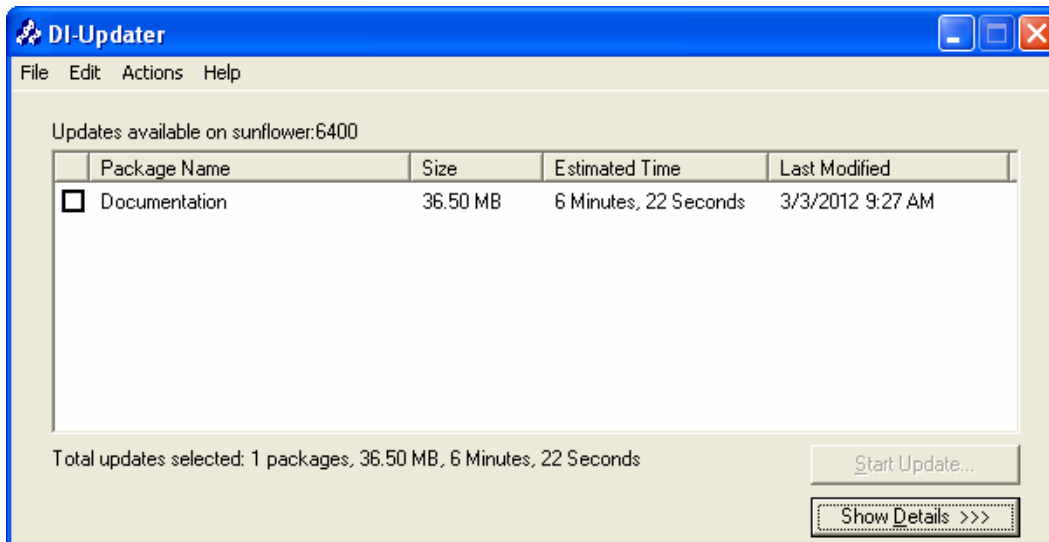 DI-Updater
File Edit Actions Help
Updates available on sunflower:6400
Package Name Size Estimated Time Last Modified
Documentation 36.50 MB 6 Minutes, 22 Seconds 3/3/2012 9:27 AM
Total updates selected: 1 packages, 36.50 MB, 6 Minutes, 22 Seconds
Start Update...
Show Details >>>